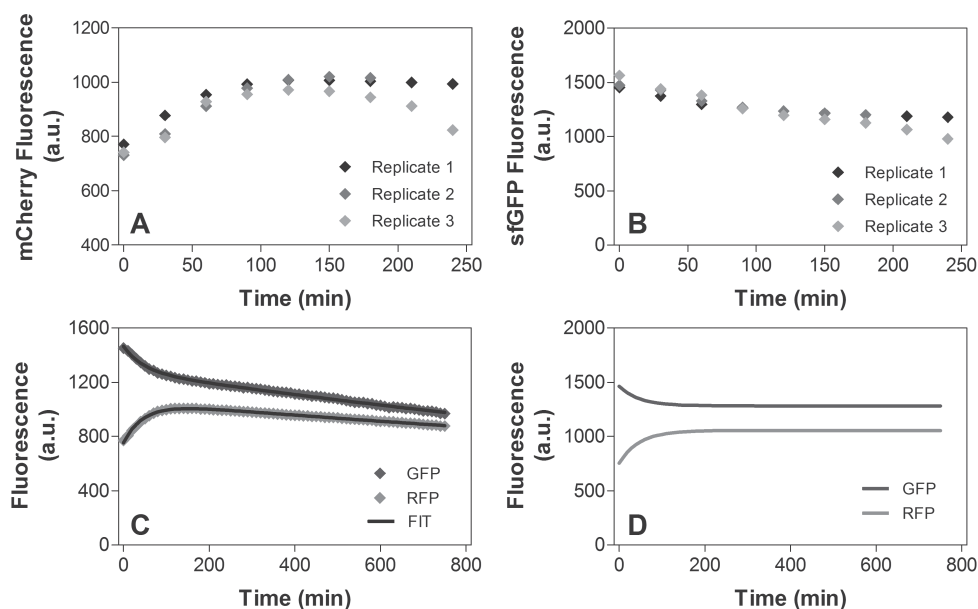 mCherry Fluorescence
(a.u.)
1200
1000
800
600
400
0 50 100 150 200 250
Time (min)
Replicate 1
Replicate 2
Replicate 3
A
sfGFP Fluorescence
(a.u.)
2000
1500
1000
500
0
0 50 100 150 200 250
Time (min)
Replicate 1
Replicate 2
Replicate 3
B
Fluorescence
(a.u.)
1600
1200
800
400
0
0 200 400 600 800
Time (min)
GFP
RFP
FIT
C
Fluorescence
(a.u.)
2000
1500
1000
500
0
0 200 400 600 800
Time (min)
GFP
RFP
D